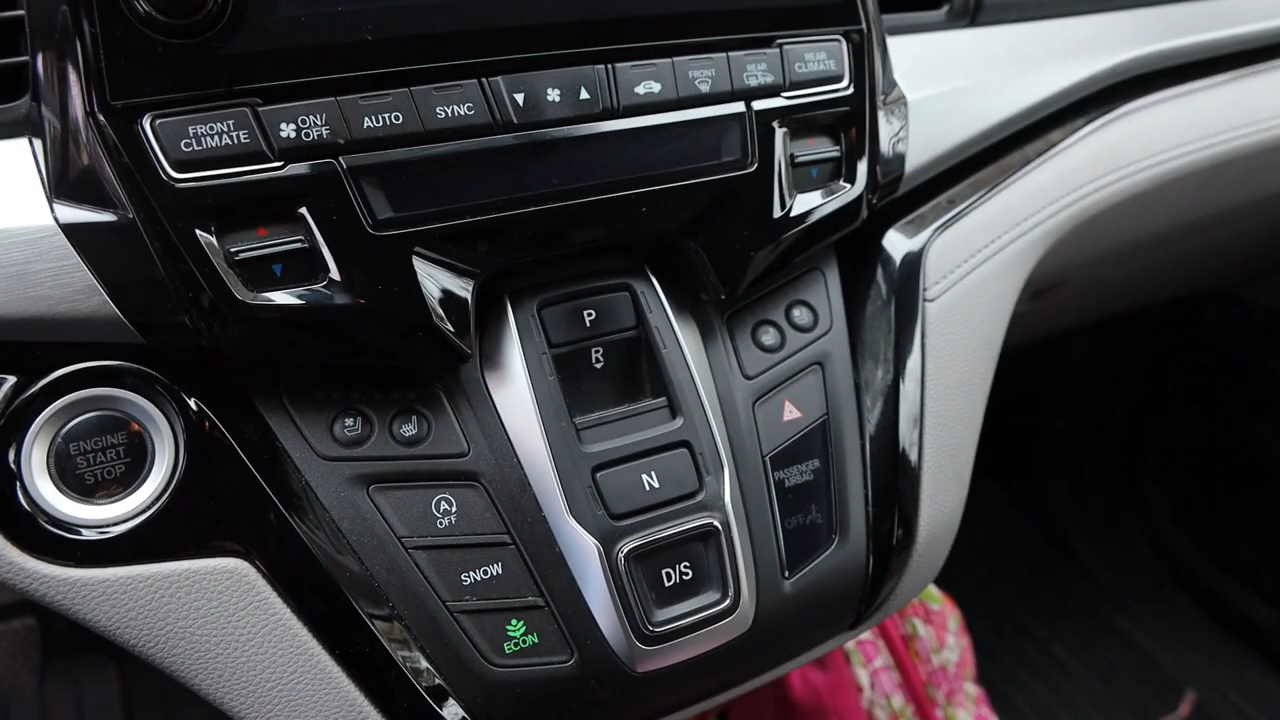 FRONT
CLIMATE
ON/
OFF
AUTO
SYNC
FRONT
REAR
REAR
CLIMATE
P
R
ENGINE
START
STOP
N
A
OFF
PASSENGER
AIRBAG
OFF
SNOW
D/S
ECON